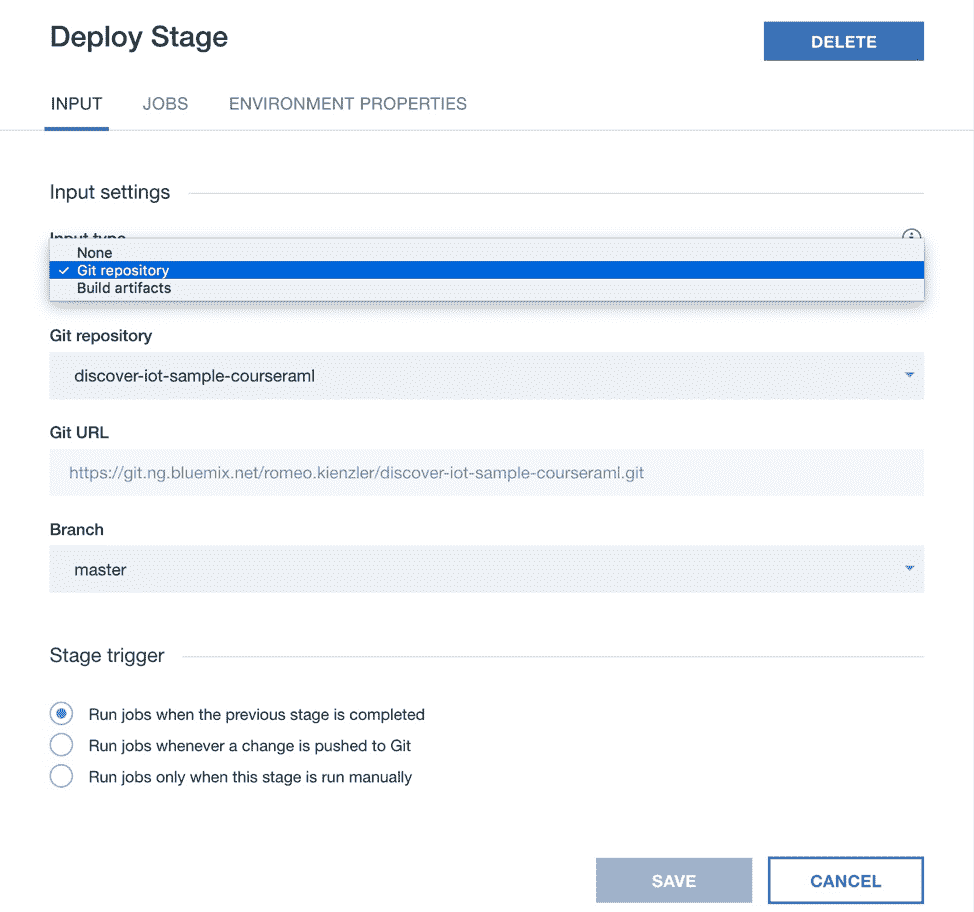 Deploy Stage
DELETE
INPUT JOBS ENVIRONMENT PROPERTIES
Input settings
Input type
None
✓ Git repository
Build artifacts
Git repository
discover-iot-sample-courseraml
Git URL
https://git.ng.bluemix.net/romeo.kienzler/discover-iot-sample-courseraml.git
Branch
master
Stage trigger
Run jobs when the previous stage is completed
Run jobs whenever a change is pushed to Git
Run jobs only when this stage is run manually
SAVE CANCEL